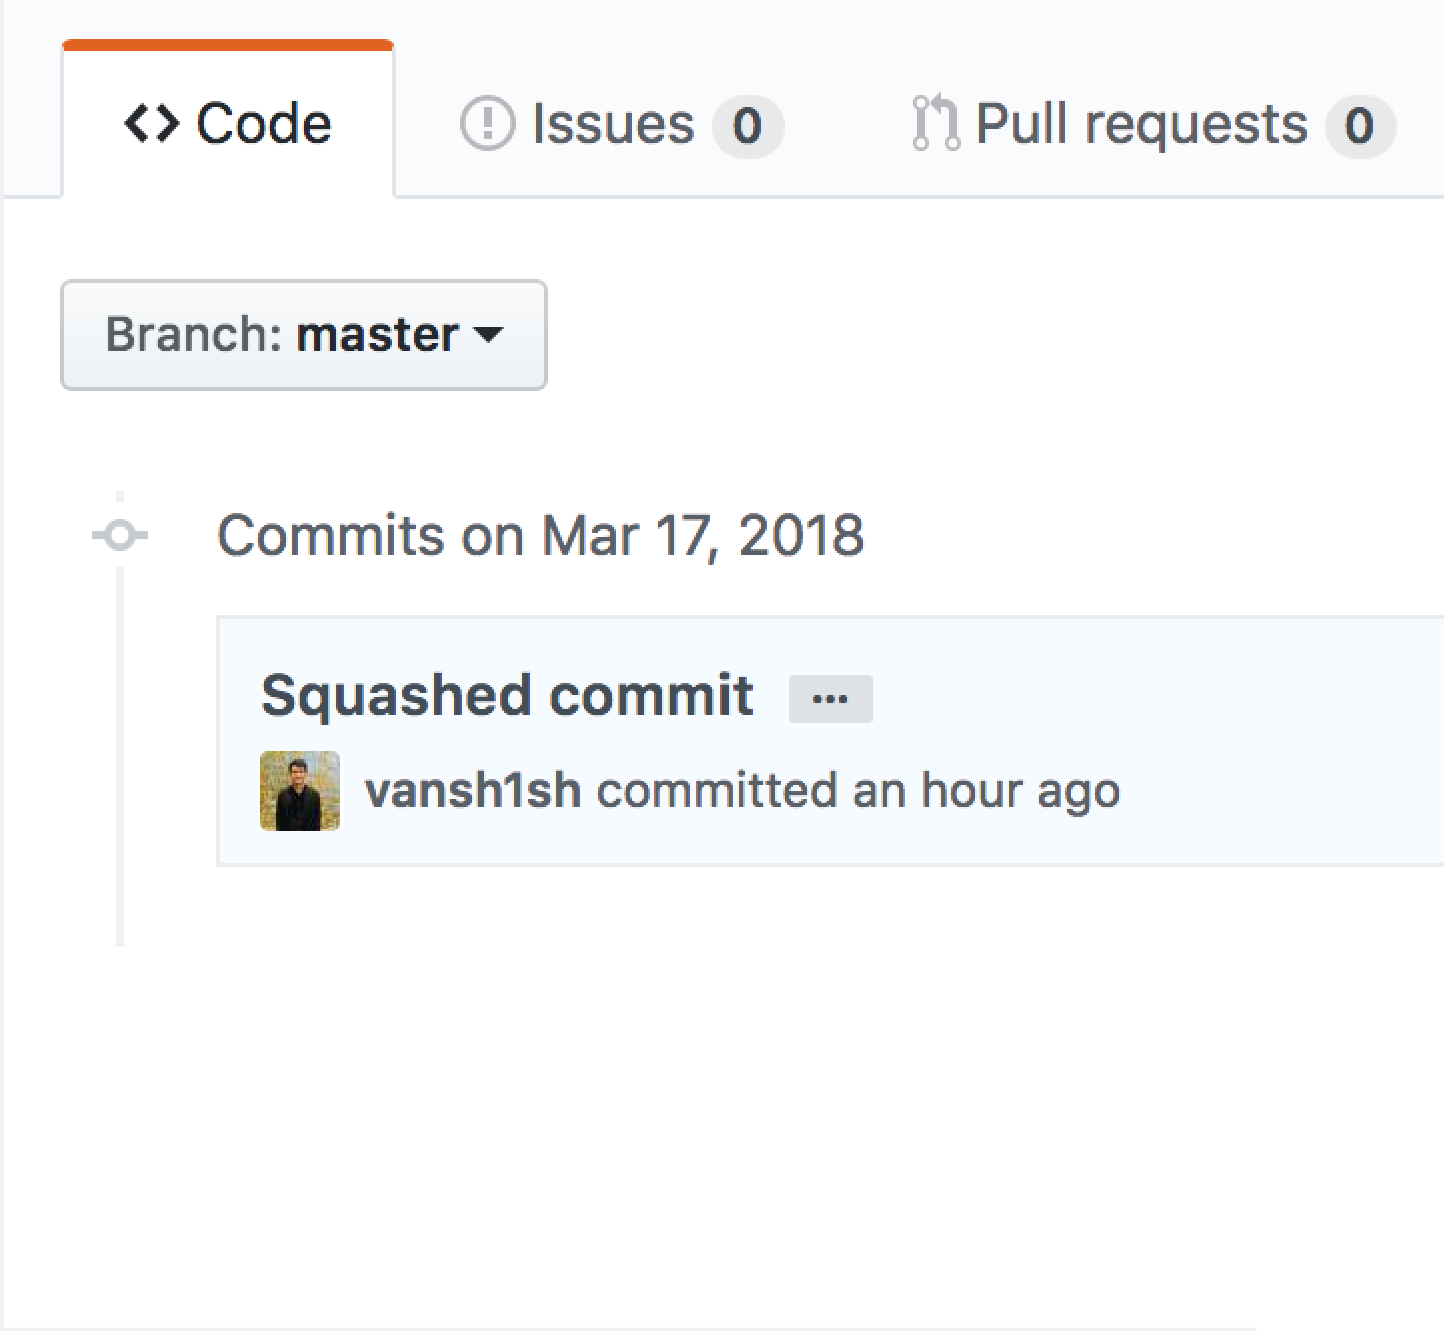 <> Code Issues 0 Pull requests 0
Branch: master
Commits on Mar 17, 2018
Squashed commit ...
vansh1sh committed an hour ago